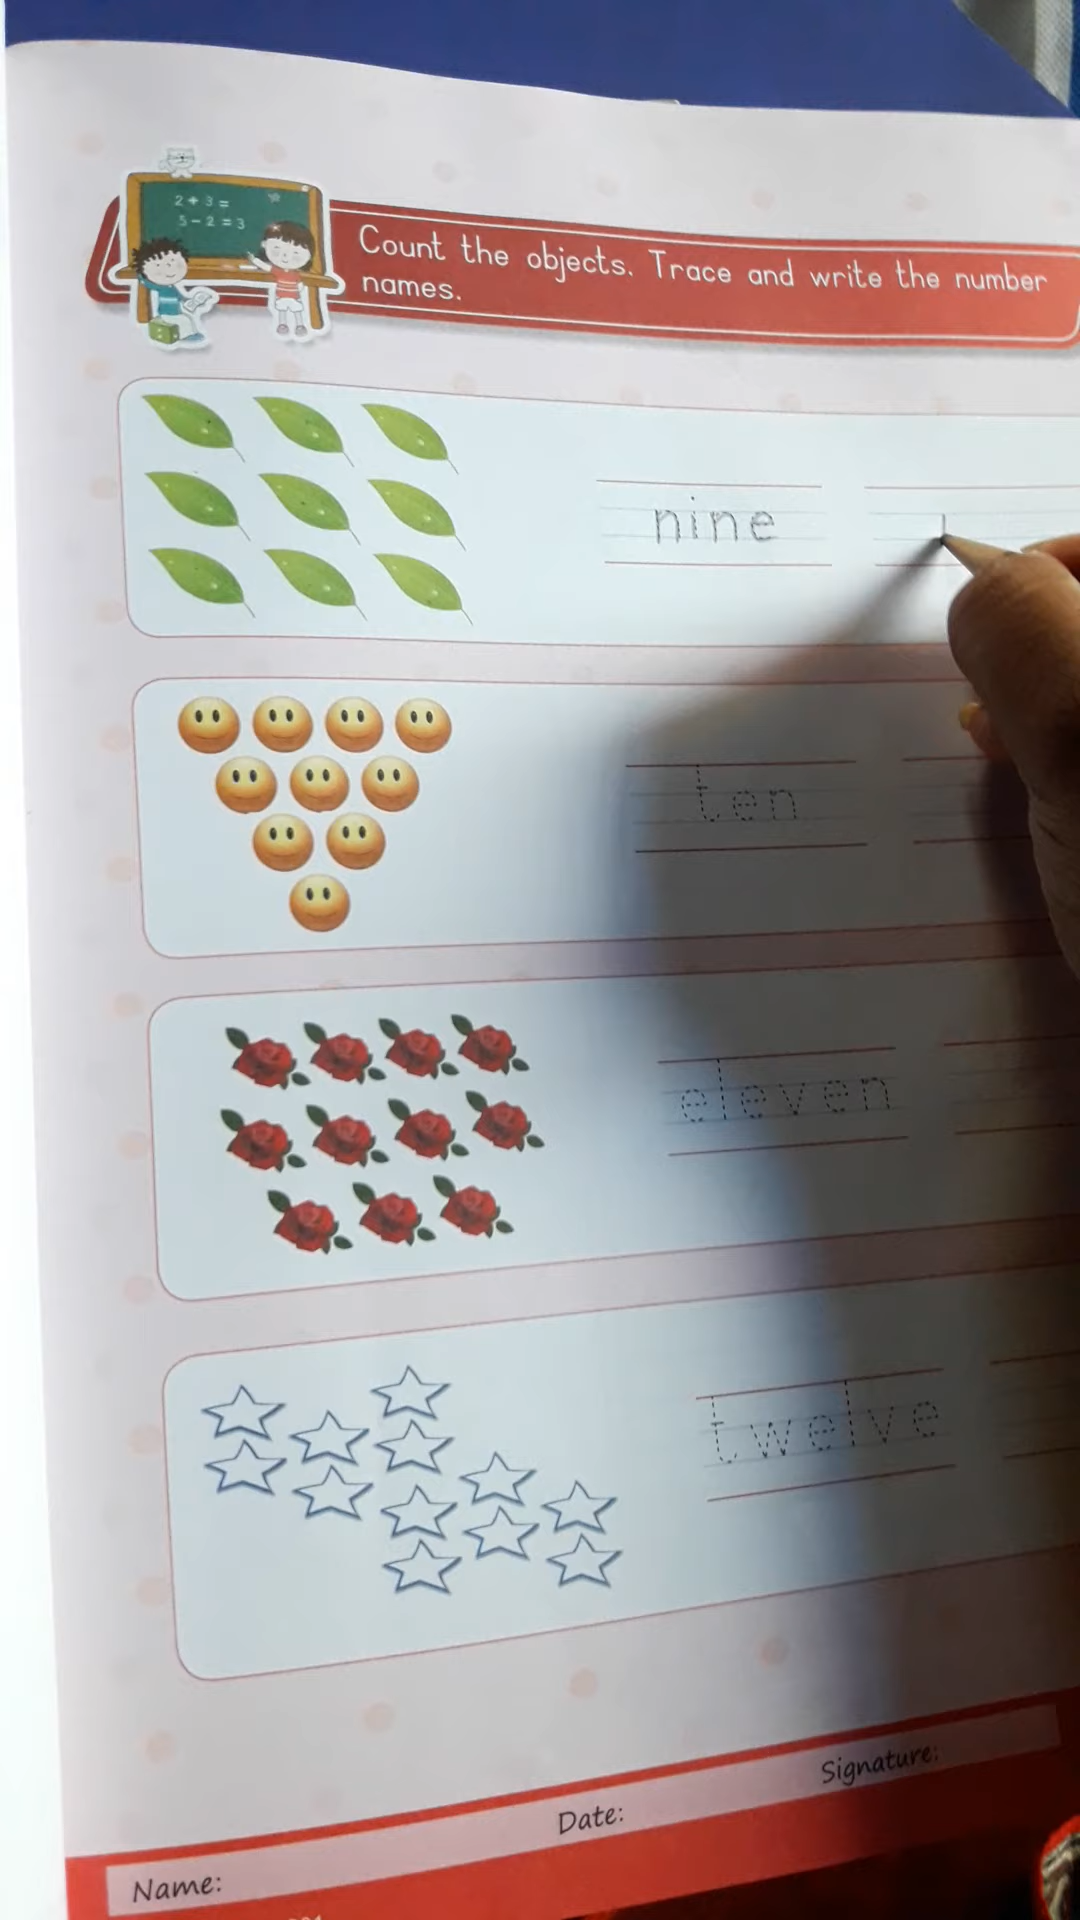 2 + 3 =
5 - 2 = 3
Count the objects. Trace and write the number
names.
nine
ten
eleven
twelve
Name:
Date:
Signature: